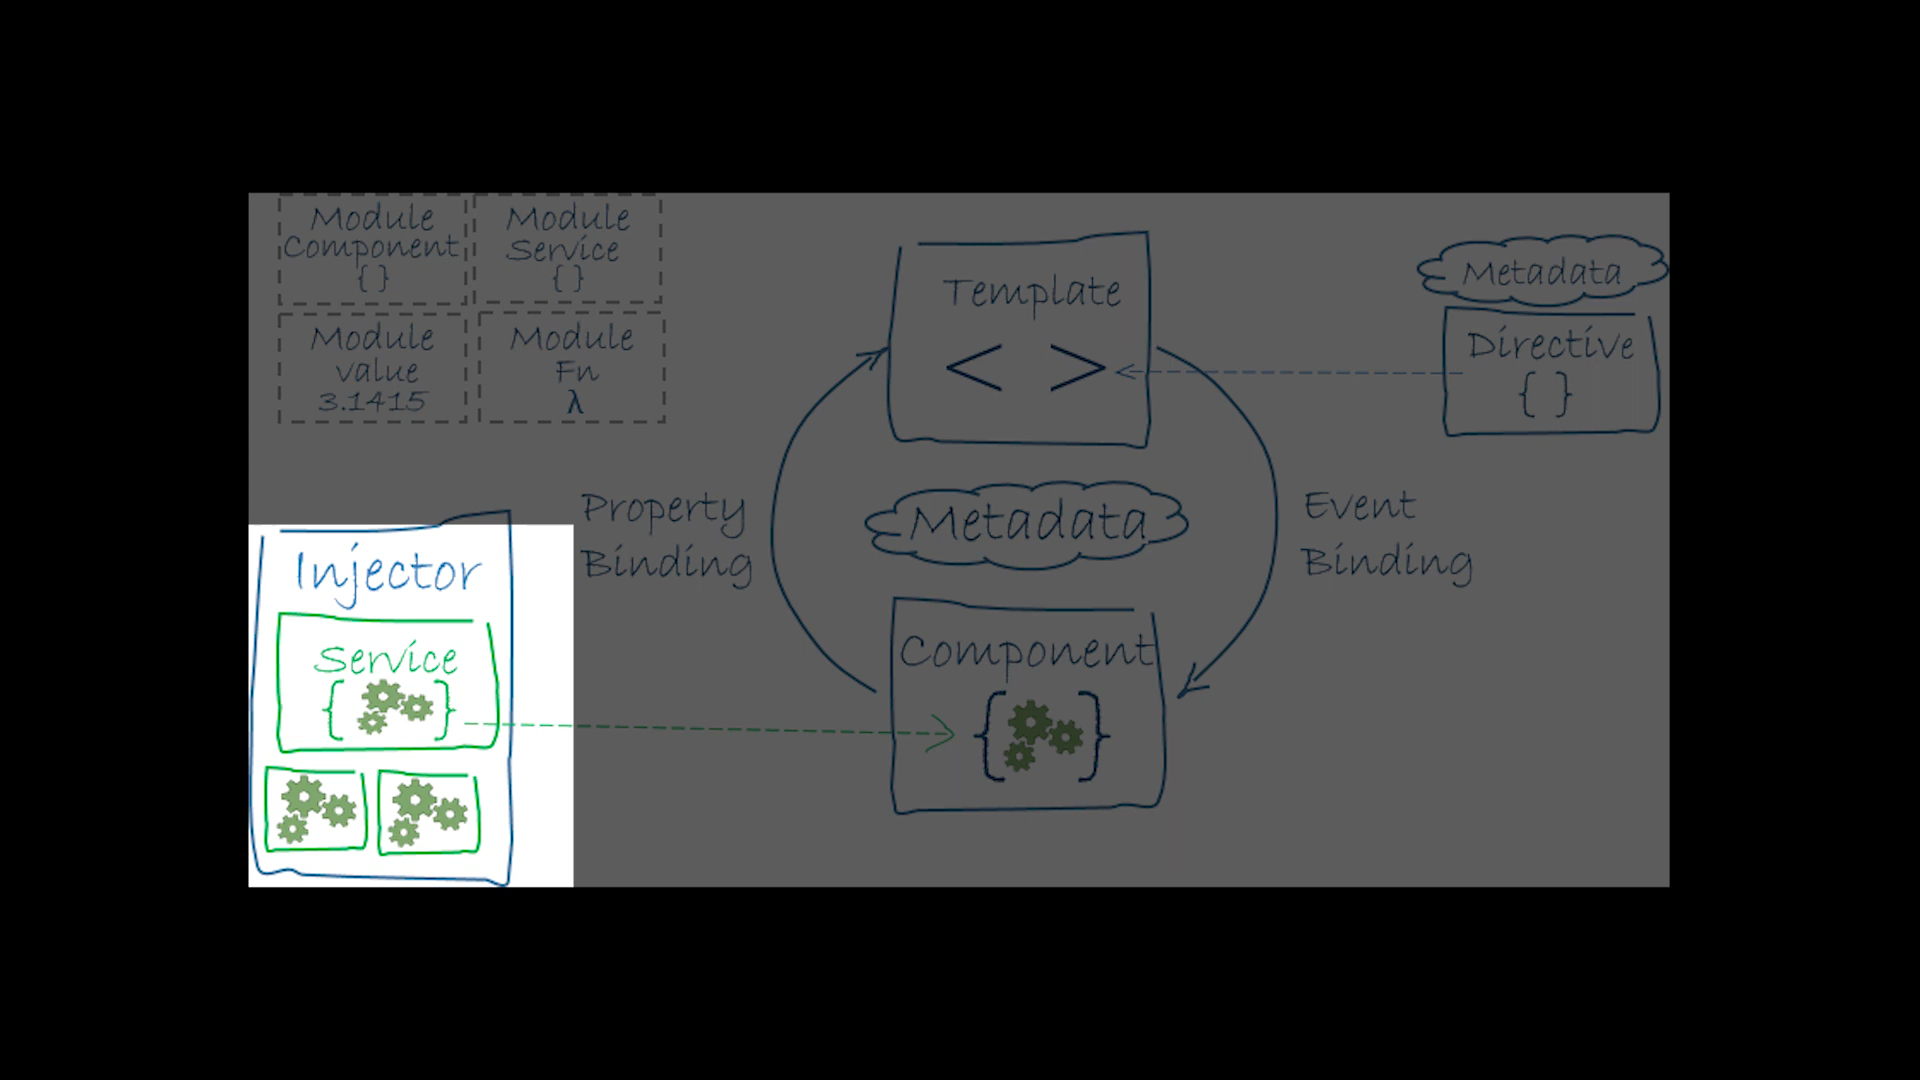 Module
Component
{ }
Module
Service
{ }
Module
value
3.1415
Module
Fn
λ
Template
< >
Metadata
Directive
{ }
Property
Binding
Metadata
Event
Binding
Injector
Service
{ }
Component
{ }